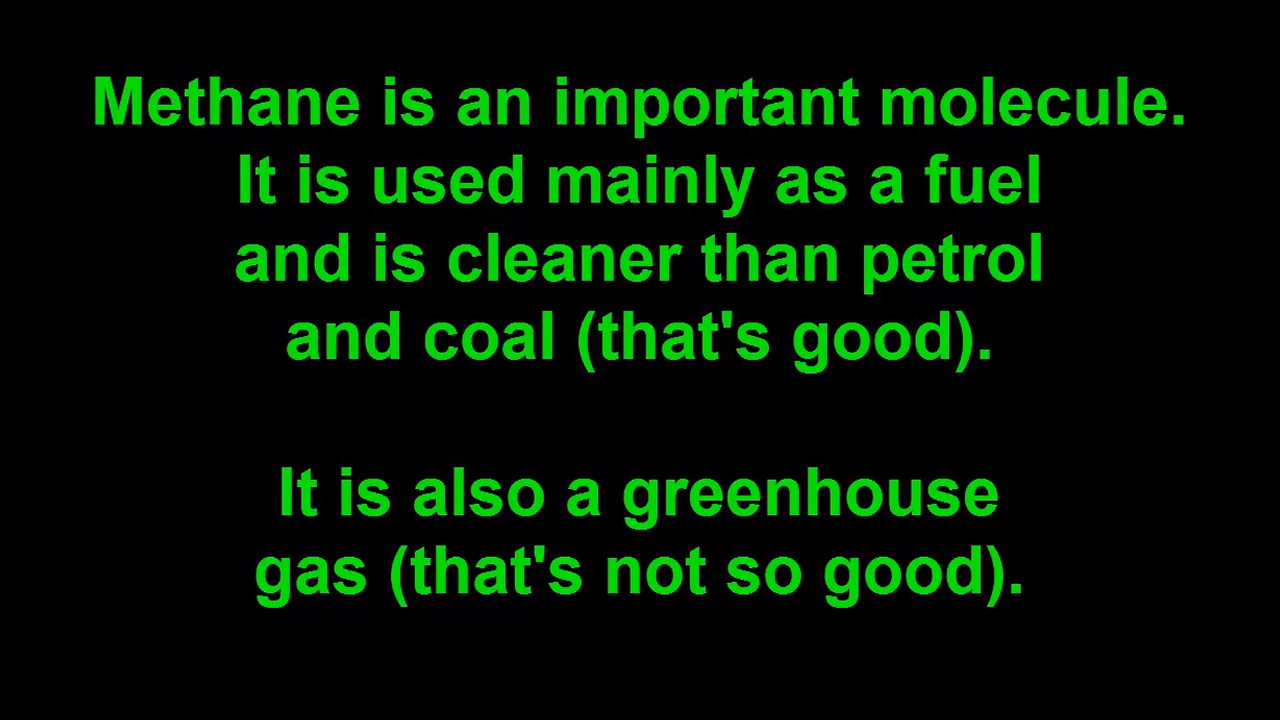 Methane is an important molecule.
It is used mainly as a fuel
and is cleaner than petrol
and coal (that's good).
It is also a greenhouse
gas (that's not so good).